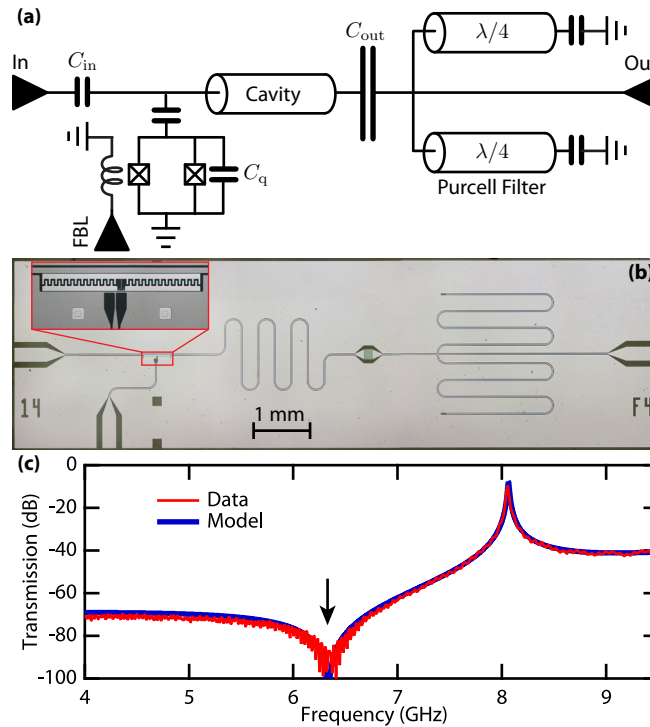 (a)
In
C_in
Cavity
C_out
λ/4
Ou
λ/4
Purcell Filter
C_q
FBL
(b)
14
1 mm
F4
(c)
0
-20
-40
-60
-80
-100
Transmission (dB)
Data
Model
4
5
6
7
8
9
Frequency (GHz)